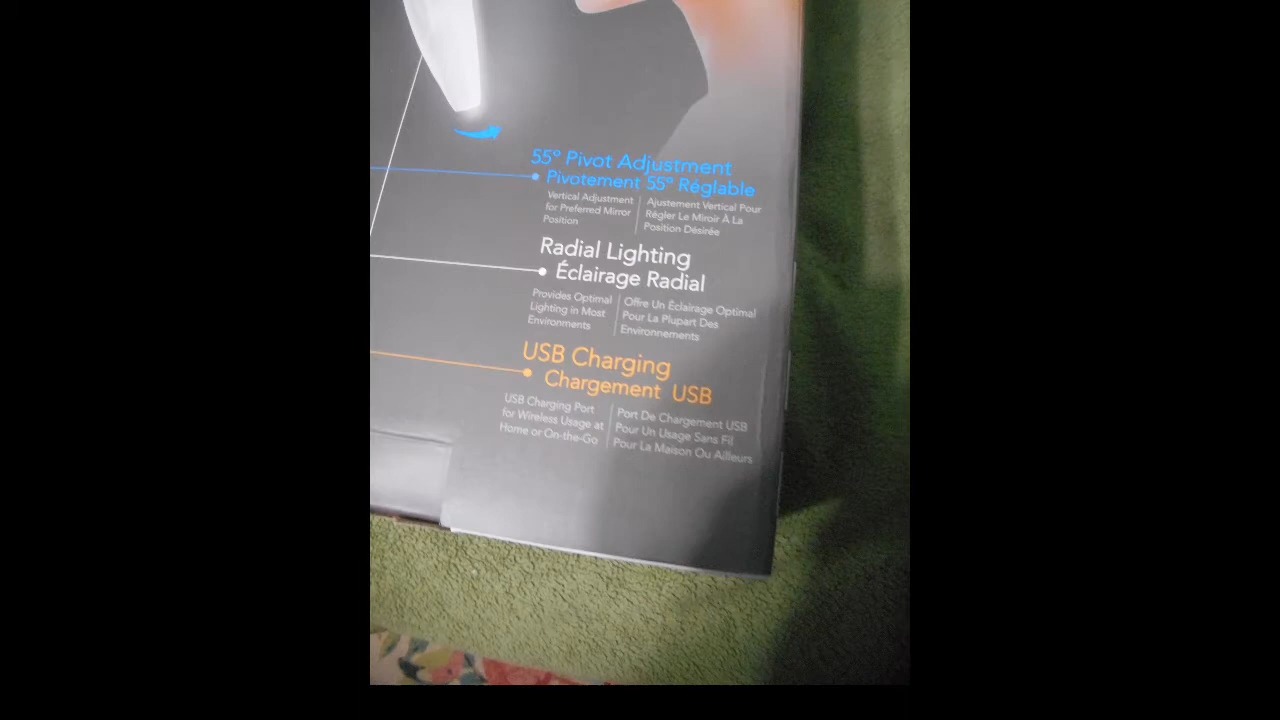 55° Pivot Adjustment
Pivotement 55° Réglable
Vertical Adjustment
for Preferred Mirror
Position
Ajustement Vertical Pour
Régler Le Miroir À La
Position Désirée
Radial Lighting
Éclairage Radial
Provides Optimal
Lighting in Most
Environments
Offre Un Éclairage Optimal
Pour La Plupart Des
Environnements
USB Charging
Chargement USB
USB Charging Port
for Wireless Usage at
Home or On-the-Go
Port De Chargement USB
Pour Un Usage Sans Fil
Pour La Maison Ou Ailleurs